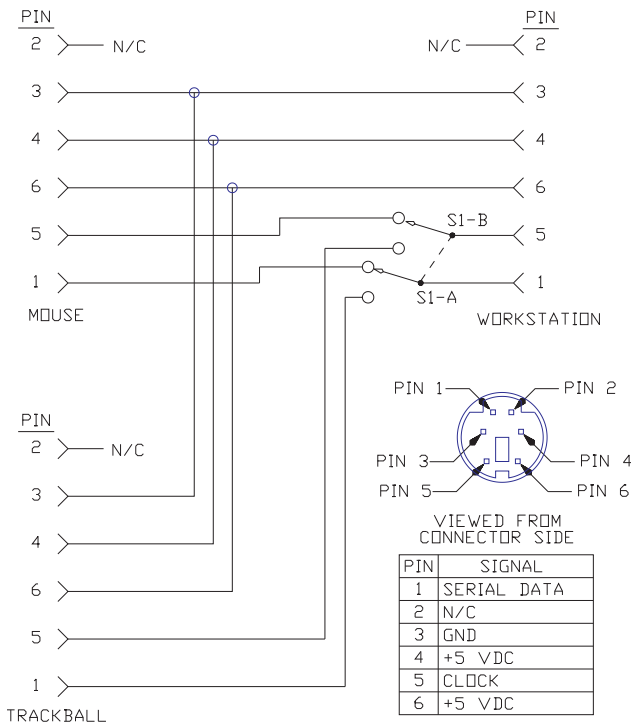 PIN PIN
2 N/C N/C 2
3 3
4 4
6 6
5 S1-B 5
1 S1-A 1
MOUSE WORKSTATION
PIN 1 PIN 2
PIN 3 PIN 4
PIN 5 PIN 6
VIEWED FROM
CONNECTOR SIDE
PIN SIGNAL
1 SERIAL DATA
2 N/C
3 GND
4 +5 VDC
5 CLOCK
6 +5 VDC
PIN
2 N/C
3
4
6
5
1
TRACKBALL